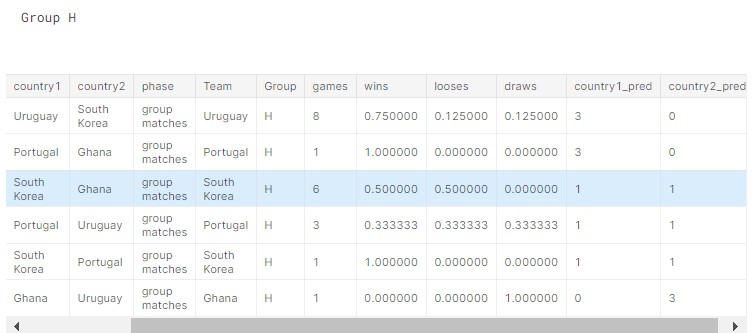 Group H
country1 country2 phase Team Group games wins looses draws country1_pred country2_pred
Uruguay South Korea group matches Uruguay H 8 0.750000 0.125000 0.125000 3 0
Portugal Ghana group matches Portugal H 1 1.000000 0.000000 0.000000 3 0
South Korea Ghana group matches South Korea H 6 0.500000 0.500000 0.000000 1 1
Portugal Uruguay group matches Portugal H 3 0.333333 0.333333 0.333333 1 1
South Korea Portugal group matches South Korea H 1 1.000000 0.000000 0.000000 1 1
Ghana Uruguay group matches Ghana H 1 0.000000 0.000000 1.000000 0 3